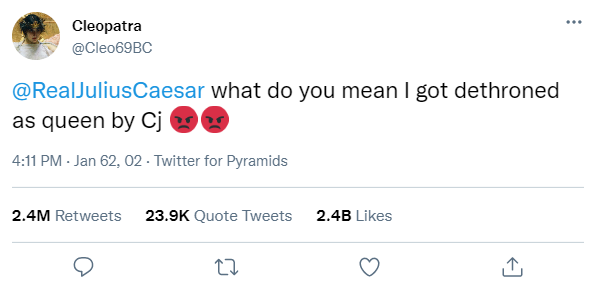 Cleopatra
@Cleo69BC
@RealJuliusCaesar what do you mean I got dethroned
as queen by Cj 😡😡
4:11 PM · Jan 62, 02 · Twitter for Pyramids
2.4M Retweets 23.9K Quote Tweets 2.4B Likes